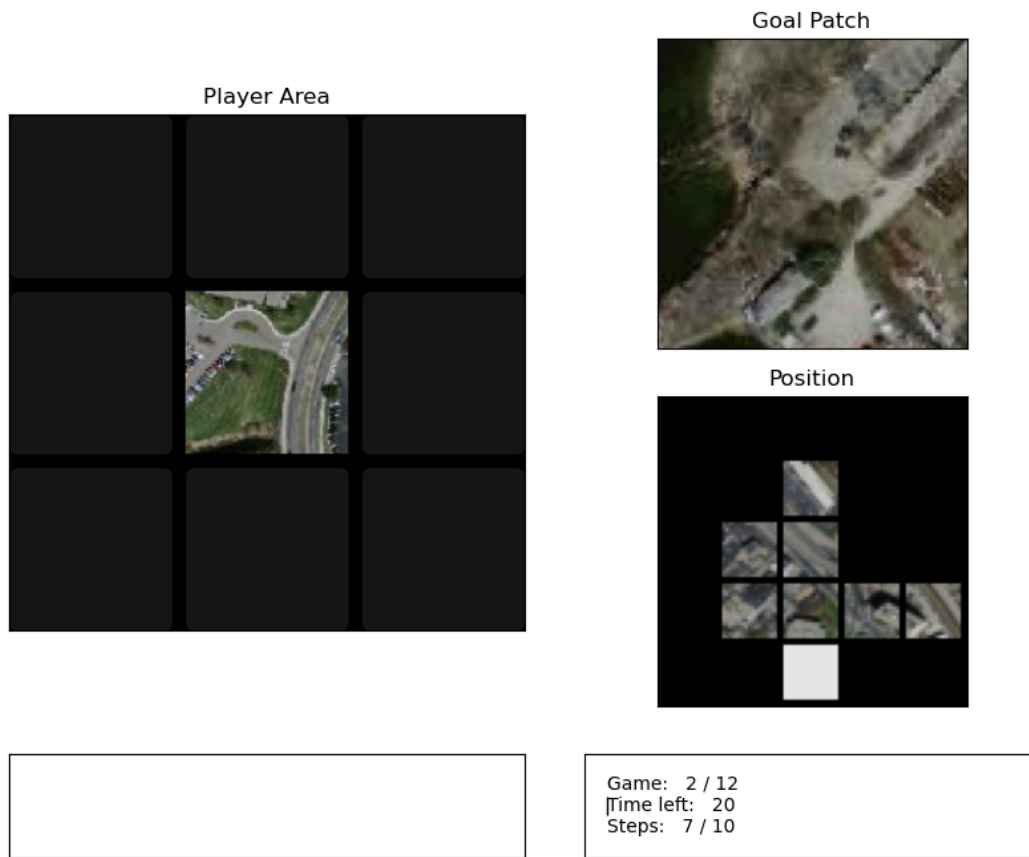 Goal Patch
Player Area
Position
Game: 2 / 12
Time left: 20
Steps: 7 / 10